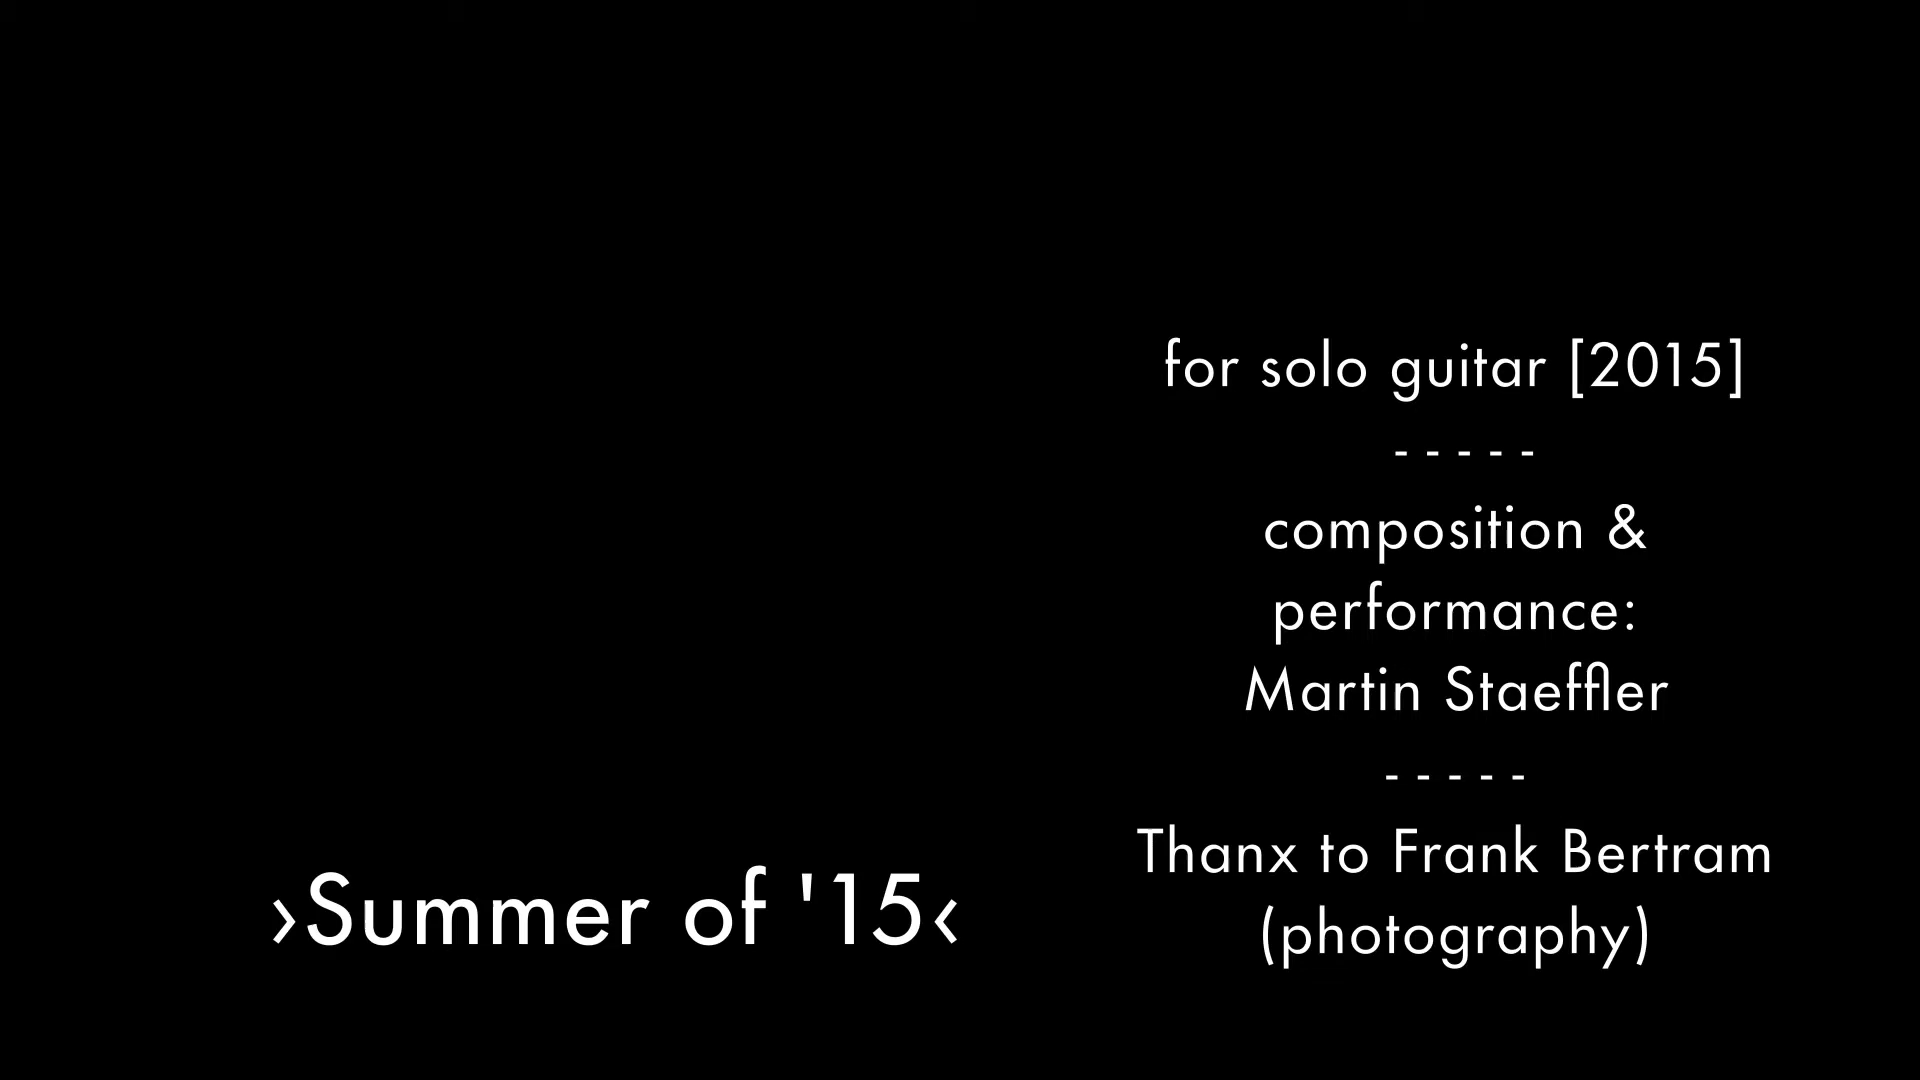 ›Summer of '15‹
for solo guitar [2015]
- - - - -
composition &
performance:
Martin Staeffler
- - - - -
Thanx to Frank Bertram
(photography)